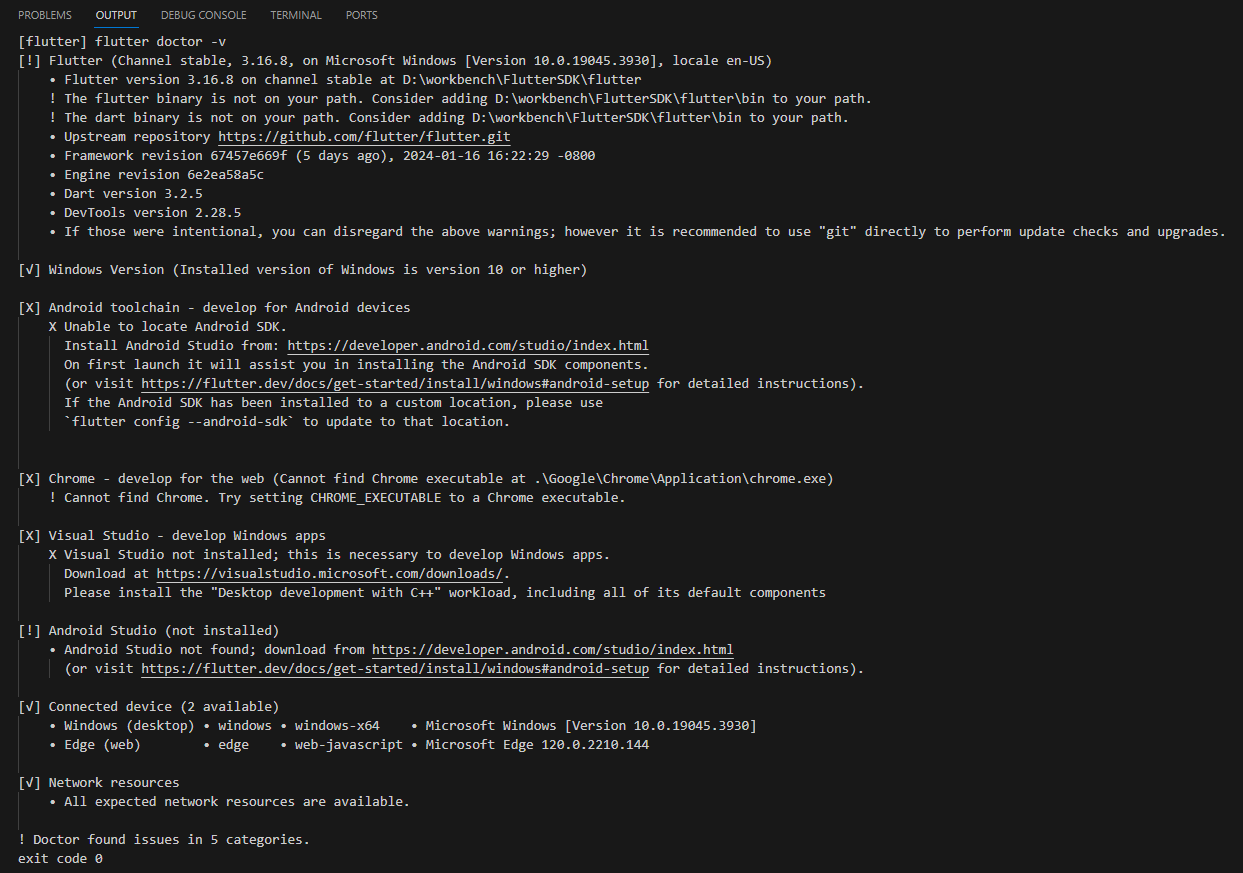 PROBLEMS OUTPUT DEBUG CONSOLE TERMINAL PORTS
[flutter] flutter doctor -v
[!] Flutter (Channel stable, 3.16.8, on Microsoft Windows [Version 10.0.19045.3930], locale en-US)
• Flutter version 3.16.8 on channel stable at D:\workbench\FlutterSDK\flutter
! The flutter binary is not on your path. Consider adding D:\workbench\FlutterSDK\flutter\bin to your path.
! The dart binary is not on your path. Consider adding D:\workbench\FlutterSDK\flutter\bin to your path.
• Upstream repository https://github.com/flutter/flutter.git
• Framework revision 67457e669f (5 days ago), 2024-01-16 16:22:29 -0800
• Engine revision 6e2ea58a5c
• Dart version 3.2.5
• DevTools version 2.28.5
• If those were intentional, you can disregard the above warnings; however it is recommended to use "git" directly to perform update checks and upgrades.
[√] Windows Version (Installed version of Windows is version 10 or higher)
[X] Android toolchain - develop for Android devices
X Unable to locate Android SDK.
Install Android Studio from: https://developer.android.com/studio/index.html
On first launch it will assist you in installing the Android SDK components.
(or visit https://flutter.dev/docs/get-started/install/windows#android-setup for detailed instructions).
If the Android SDK has been installed to a custom location, please use
`flutter config --android-sdk` to update to that location.
[X] Chrome - develop for the web (Cannot find Chrome executable at .\Google\Chrome\Application\chrome.exe)
! Cannot find Chrome. Try setting CHROME_EXECUTABLE to a Chrome executable.
[X] Visual Studio - develop Windows apps
X Visual Studio not installed; this is necessary to develop Windows apps.
Download at https://visualstudio.microsoft.com/downloads/.
Please install the "Desktop development with C++" workload, including all of its default components
[!] Android Studio (not installed)
• Android Studio not found; download from https://developer.android.com/studio/index.html
(or visit https://flutter.dev/docs/get-started/install/windows#android-setup for detailed instructions).
[√] Connected device (2 available)
• Windows (desktop) • windows • windows-x64 • Microsoft Windows [Version 10.0.19045.3930]
• Edge (web) • edge • web-javascript • Microsoft Edge 120.0.2210.144
[√] Network resources
• All expected network resources are available.
! Doctor found issues in 5 categories.
exit code 0